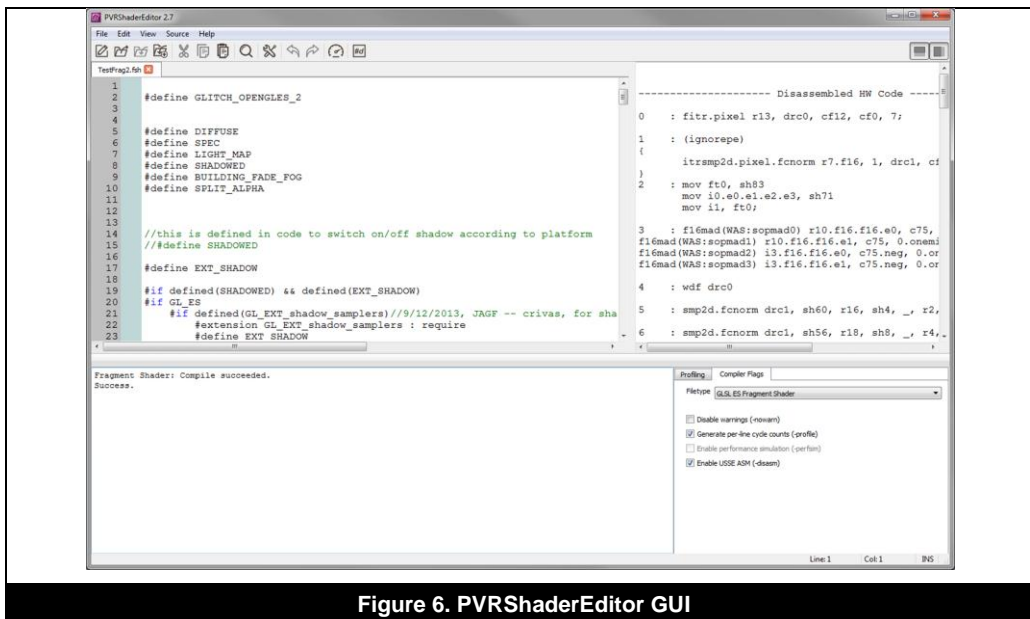 PVRShaderEditor 2.7
File Edit View Source Help
TestFrag2.fsh
1
2 #define GLITCH_OPENGLES_2
3
4
5 #define DIFFUSE
6 #define SPEC
7 #define LIGHT_MAP
8 #define SHADOWED
9 #define BUILDING_FADE_FOG
10 #define SPLIT_ALPHA
11
12
13
14 //this is defined in code to switch on/off shadow according to platform
15 //#define SHADOWED
16
17 #define EXT_SHADOW
18
19 #if defined(SHADOWED) && defined(EXT_SHADOW)
20 #if GL_ES
21 #if defined(GL_EXT_shadow_samplers)//9/12/2013, JAGF -- crivas, for sha
22 #extension GL_EXT_shadow_samplers : require
23 #define EXT_SHADOW
--------------------- Disassembled HW Code -----
0 : fitr.pixel r13, drc0, cf12, cf0, 7;
1 : (ignorepe)
{
itrsmp2d.pixel.fcnorm r7.f16, 1, drc1, cf
}
2 : mov ft0, sh83
mov i0.e0.e1.e2.e3, sh71
mov i1, ft0;
3 : f16mad(WAS:sopmad0) r10.f16.f16.e0, c75,
f16mad(WAS:sopmad1) r10.f16.f16.e1, c75, 0.onemi
f16mad(WAS:sopmad2) i3.f16.f16.e0, c75.neg, 0.on
f16mad(WAS:sopmad3) i3.f16.f16.e1, c75.neg, 0.or
4 : wdf drc0
5 : smp2d.fcnorm drc1, sh60, r16, sh4, _, r2,
6 : smp2d.fcnorm drc1, sh56, r18, sh8, _, r4,
Fragment Shader: Compile succeeded.
Success.
Profiling Compiler Flags
Filetype GLSL ES Fragment Shader
Disable warnings (-nowarn)
Generate per-line cycle counts (-profile)
Enable performance simulation (-perfsim)
Enable USSE ASM (-disasm)
Line: 1 Col: 1 INS
Figure 6. PVRShaderEditor GUI